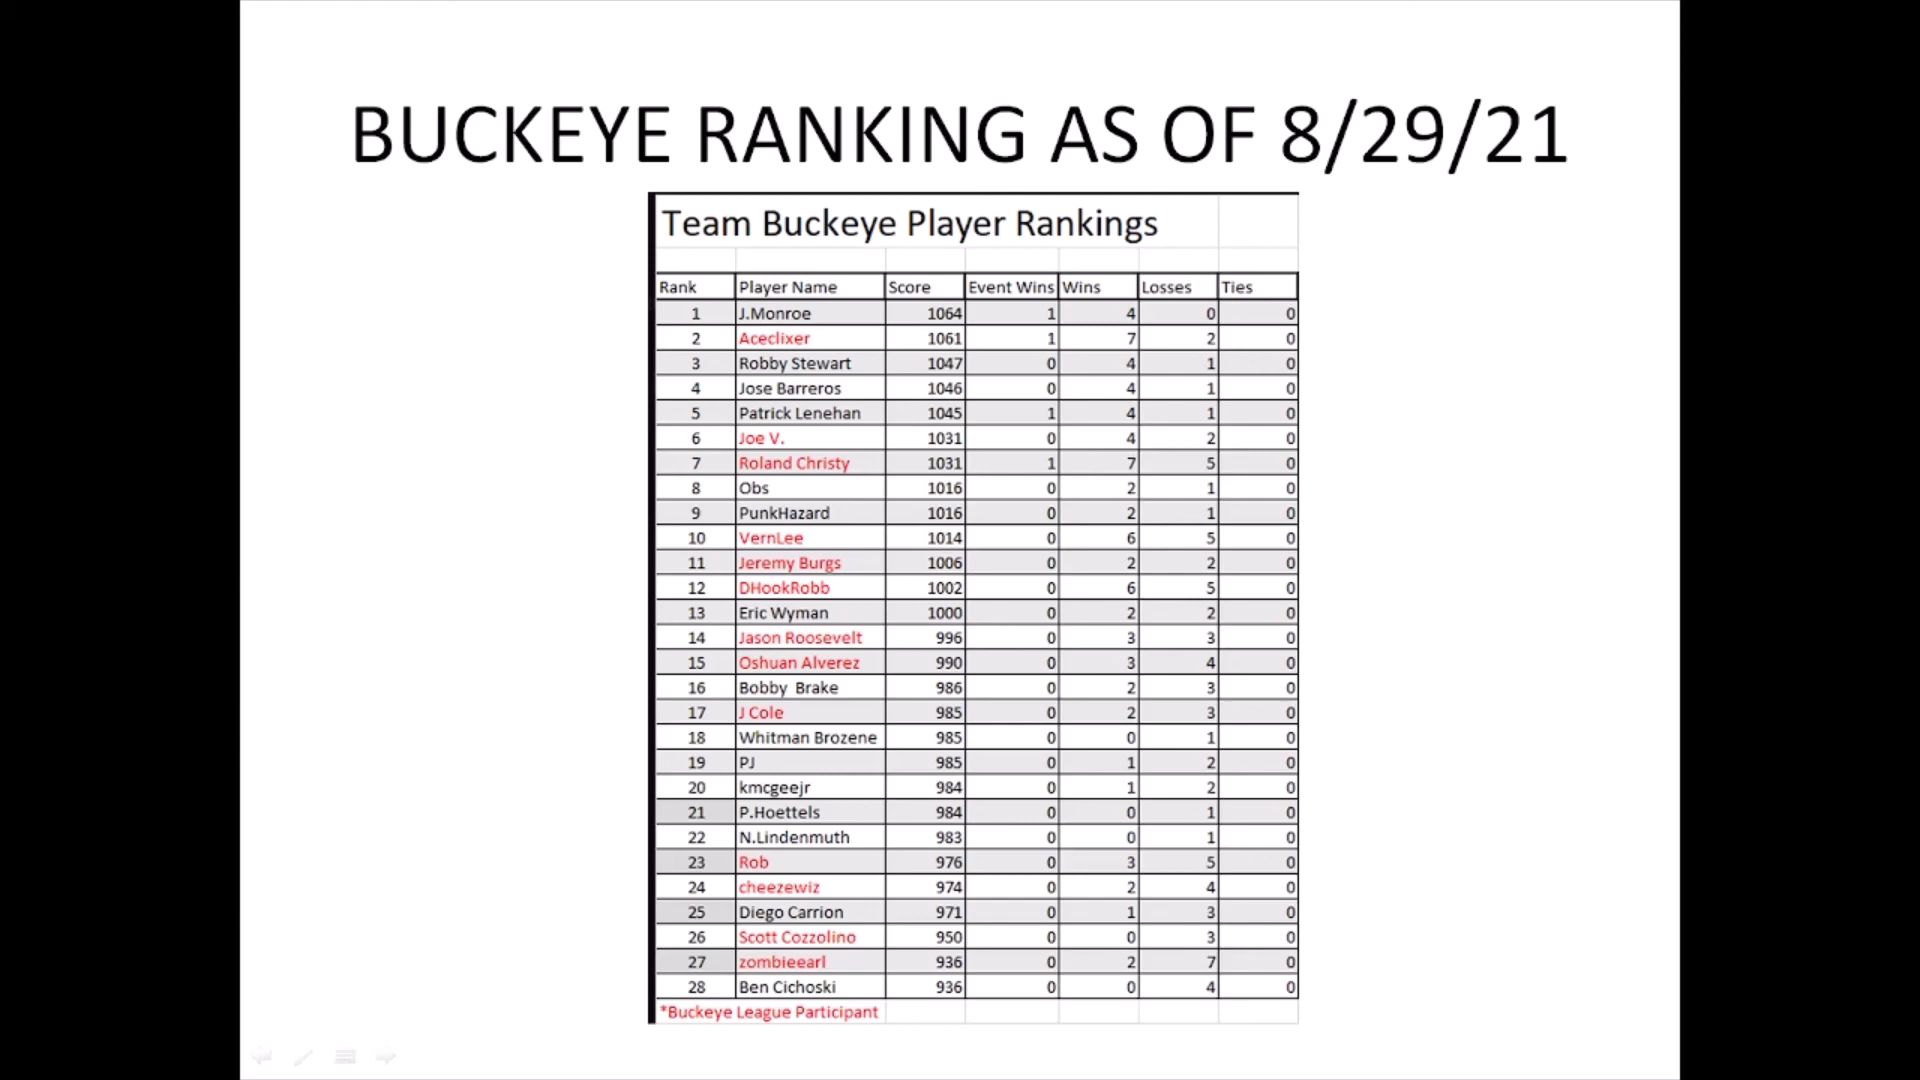 BUCKEYE RANKING AS OF 8/29/21
Team Buckeye Player Rankings
Rank Player Name Score Event Wins Wins Losses Ties
1 J.Monroe 1064 1 4 0 0
2 Aceclixer 1061 1 7 2 0
3 Robby Stewart 1047 0 4 1 0
4 Jose Barreros 1046 0 4 1 0
5 Patrick Lenehan 1045 1 4 1 0
6 Joe V. 1031 0 4 2 0
7 Roland Christy 1031 1 7 5 0
8 Obs 1016 0 2 1 0
9 PunkHazard 1016 0 2 1 0
10 VernLee 1014 0 6 5 0
11 Jeremy Burgs 1006 0 2 2 0
12 DHookRobb 1002 0 6 5 0
13 Eric Wyman 1000 0 2 2 0
14 Jason Roosevelt 996 0 3 3 0
15 Oshuan Alverez 990 0 3 4 0
16 Bobby  Brake 986 0 2 3 0
17 J Cole 985 0 2 3 0
18 Whitman Brozene 985 0 0 1 0
19 PJ 985 0 1 2 0
20 kmcgeejr 984 0 1 2 0
21 P.Hoettels 984 0 0 1 0
22 N.Lindenmuth 983 0 0 1 0
23 Rob 976 0 3 5 0
24 cheezewiz 974 0 2 4 0
25 Diego Carrion 971 0 1 3 0
26 Scott Cozzolino 950 0 0 3 0
27 zombieearl 936 0 2 7 0
28 Ben Cichoski 936 0 0 4 0
*Buckeye League Participant